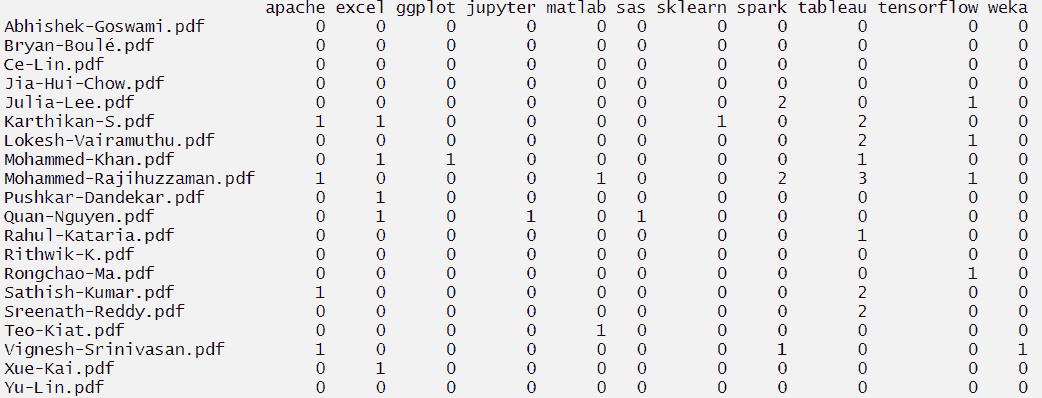 apache excel ggplot jupyter matlab sas sklearn spark tableau tensorflow weka
Abhishek-Goswami.pdf 0 0 0 0 0 0 0 0 0 0 0
Bryan-Boulé.pdf 0 0 0 0 0 0 0 0 0 0 0
Ce-Lin.pdf 0 0 0 0 0 0 0 0 0 0 0
Jia-Hui-Chow.pdf 0 0 0 0 0 0 0 0 0 0 0
Julia-Lee.pdf 0 0 0 0 0 0 0 2 0 1 0
Karthikan-S.pdf 1 1 0 0 0 0 1 0 2 0 0
Lokesh-Vairamuthu.pdf 0 0 0 0 0 0 0 0 2 1 0
Mohammed-Khan.pdf 0 1 1 0 0 0 0 0 1 0 0
Mohammed-Rajihuzzaman.pdf 1 0 0 0 1 0 0 2 3 1 0
Pushkar-Dandekar.pdf 0 1 0 0 0 0 0 0 0 0 0
Quan-Nguyen.pdf 0 1 0 1 0 1 0 0 0 0 0
Rahul-Kataria.pdf 0 0 0 0 0 0 0 0 1 0 0
Rithwik-K.pdf 0 0 0 0 0 0 0 0 0 0 0
Rongchao-Ma.pdf 0 0 0 0 0 0 0 0 0 1 0
Sathish-Kumar.pdf 1 0 0 0 0 0 0 0 2 0 0
Sreenath-Reddy.pdf 0 0 0 0 0 0 0 0 2 0 0
Teo-Kiat.pdf 0 0 0 0 1 0 0 0 0 0 0
Vignesh-Srinivasan.pdf 1 0 0 0 0 0 0 1 0 0 1
Xue-Kai.pdf 0 1 0 0 0 0 0 0 0 0 0
Yu-Lin.pdf 0 0 0 0 0 0 0 0 0 0 0